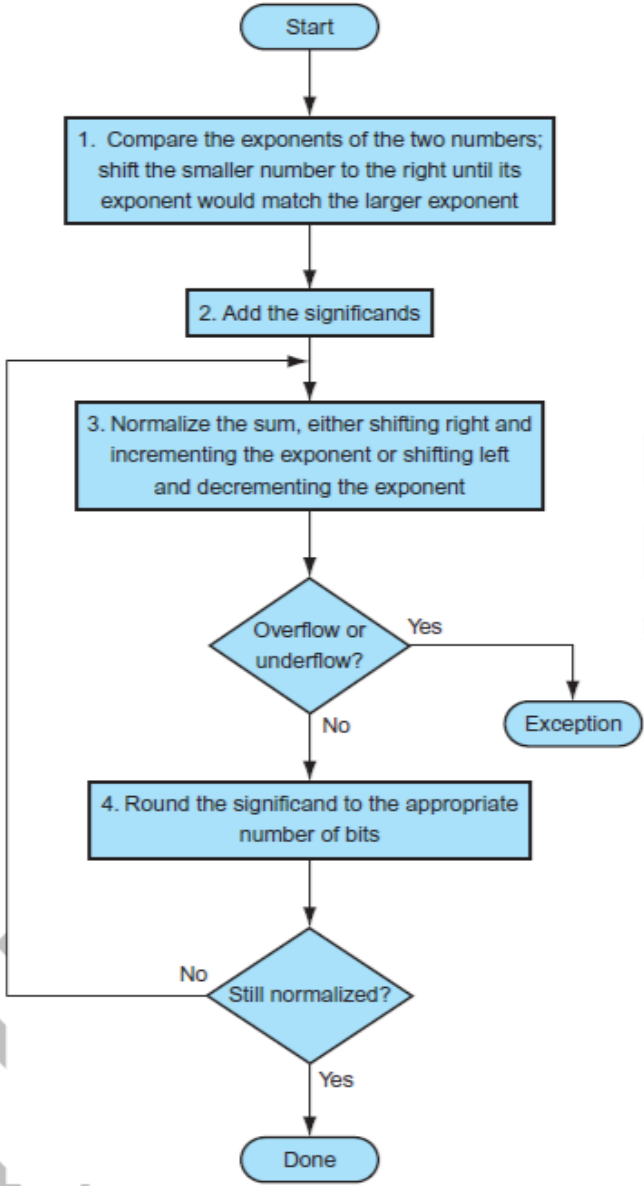 Start
1. Compare the exponents of the two numbers;
shift the smaller number to the right until its
exponent would match the larger exponent
2. Add the significands
3. Normalize the sum, either shifting right and
incrementing the exponent or shifting left
and decrementing the exponent
Overflow or
underflow?
Yes
No
Exception
4. Round the significand to the appropriate
number of bits
No
Still normalized?
Yes
Done